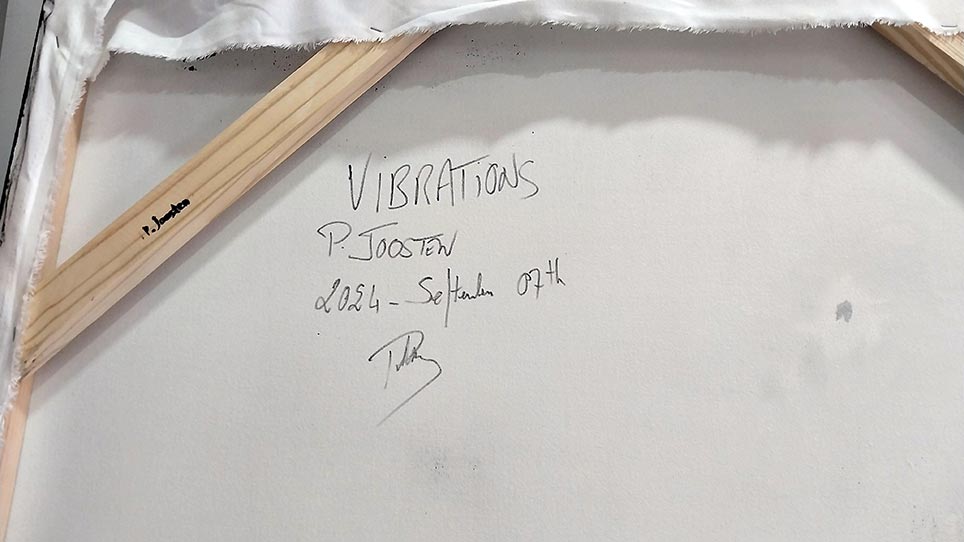 VIBRATIONS
P. JOOSTEN
2024 - September 07th
P. Joosten